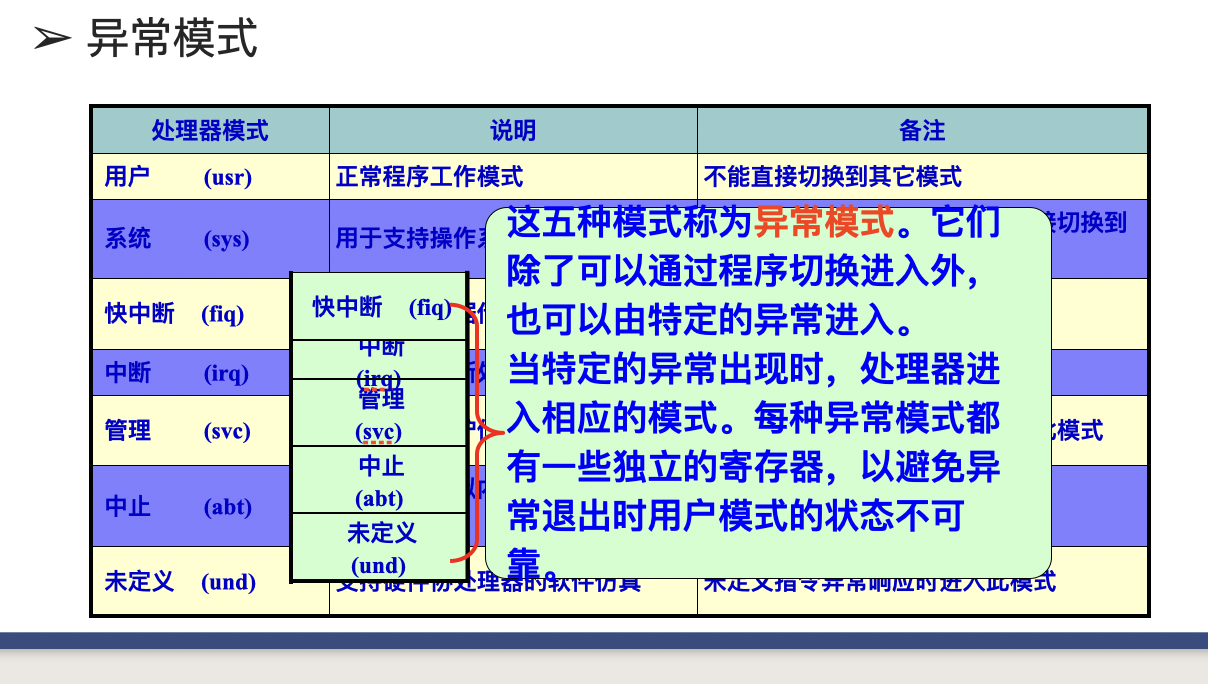 ➢ 异常模式
处理器模式 说明 备注
用户 (usr) 正常程序工作模式 不能直接切换到其它模式
系统 (sys) 用于支持操作 切换到
快中断 (fiq)
中断 (irq)
管理 (svc) 模式
中止 (abt)
未定义 (und) 支持硬件协处理器的软件仿真 未定义指令异常响应时进入此模式
快中断 (fiq)
中断
(irq)
管理
(svc)
中止
(abt)
未定义
(und)
这五种模式称为异常模式。它们
除了可以通过程序切换进入外，
也可以由特定的异常进入。
当特定的异常出现时，处理器进
入相应的模式。每种异常模式都
有一些独立的寄存器，以避免异
常退出时用户模式的状态不可
靠。